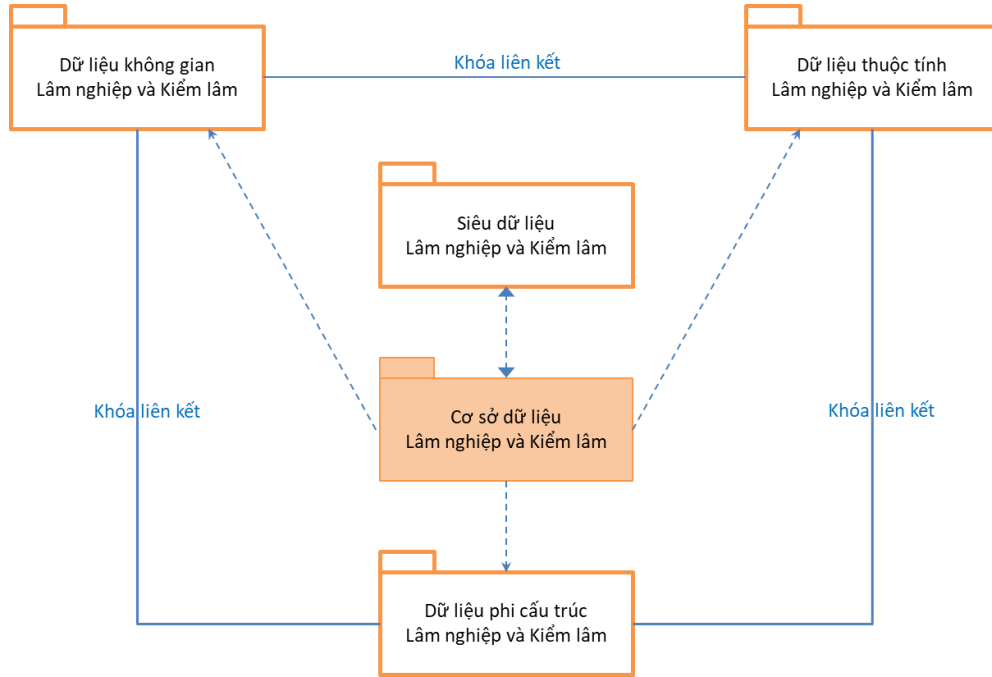 Dữ liệu không gian
Lâm nghiệp và Kiểm lâm
Khóa liên kết
Dữ liệu thuộc tính
Lâm nghiệp và Kiểm lâm
Siêu dữ liệu
Lâm nghiệp và Kiểm lâm
Khóa liên kết
Cơ sở dữ liệu
Lâm nghiệp và Kiểm lâm
Khóa liên kết
Dữ liệu phi cấu trúc
Lâm nghiệp và Kiểm lâm